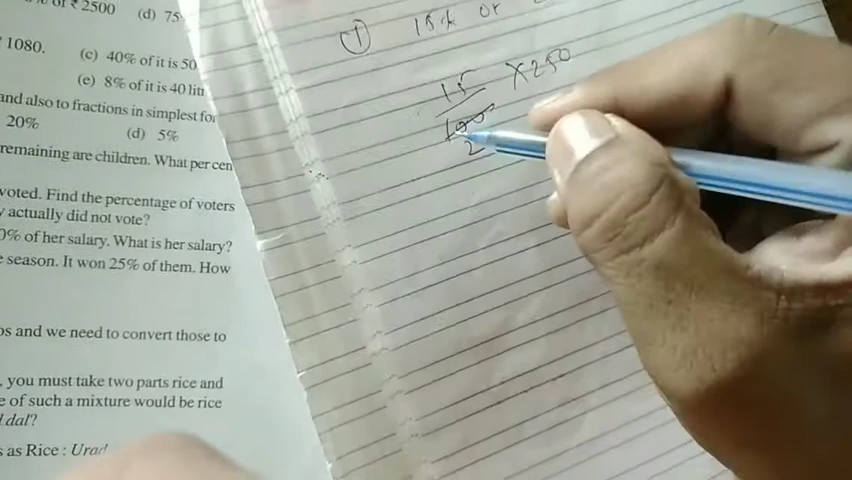 of ₹ 2500 (d) 75
1080.
(c) 40% of it is 50
(e) 8% of it is 40 lit
and also to fractions in simplest for
20% (d) 5%
remaining are children. What per cen
voted. Find the percentage of voters
actually did not vote?
0% of her salary. What is her salary?
season. It won 25% of them. How
os and we need to convert those to
, you must take two parts rice and
e of such a mixture would be rice
dal?
s as Rice : Urad
1 15% of
15 × 250
100
2